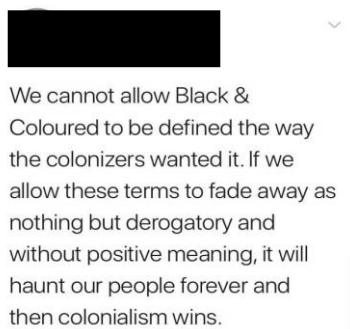 We cannot allow Black &
Coloured to be defined the way
the colonizers wanted it. If we
allow these terms to fade away as
nothing but derogatory and
without positive meaning, it will
haunt our people forever and
then colonialism wins.